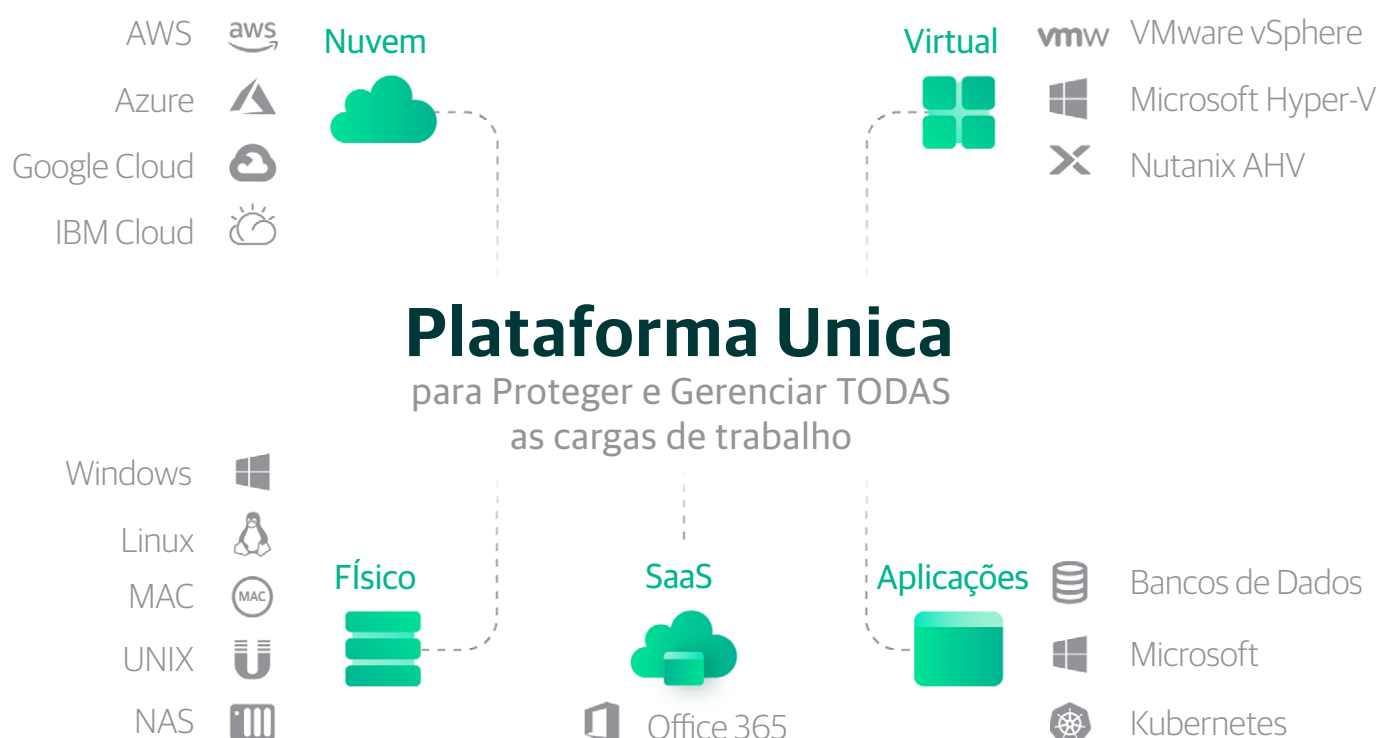 AWS
aws
Azure
Google Cloud
IBM Cloud
Nuvem
Virtual
vmw
VMware vSphere
Microsoft Hyper-V
Nutanix AHV
Plataforma Unica
para Proteger e Gerenciar TODAS
as cargas de trabalho
Windows
Linux
MAC
MAC
UNIX
NAS
FÍsico
SaaS
Office 365
Aplicações
Bancos de Dados
Microsoft
Kubernetes